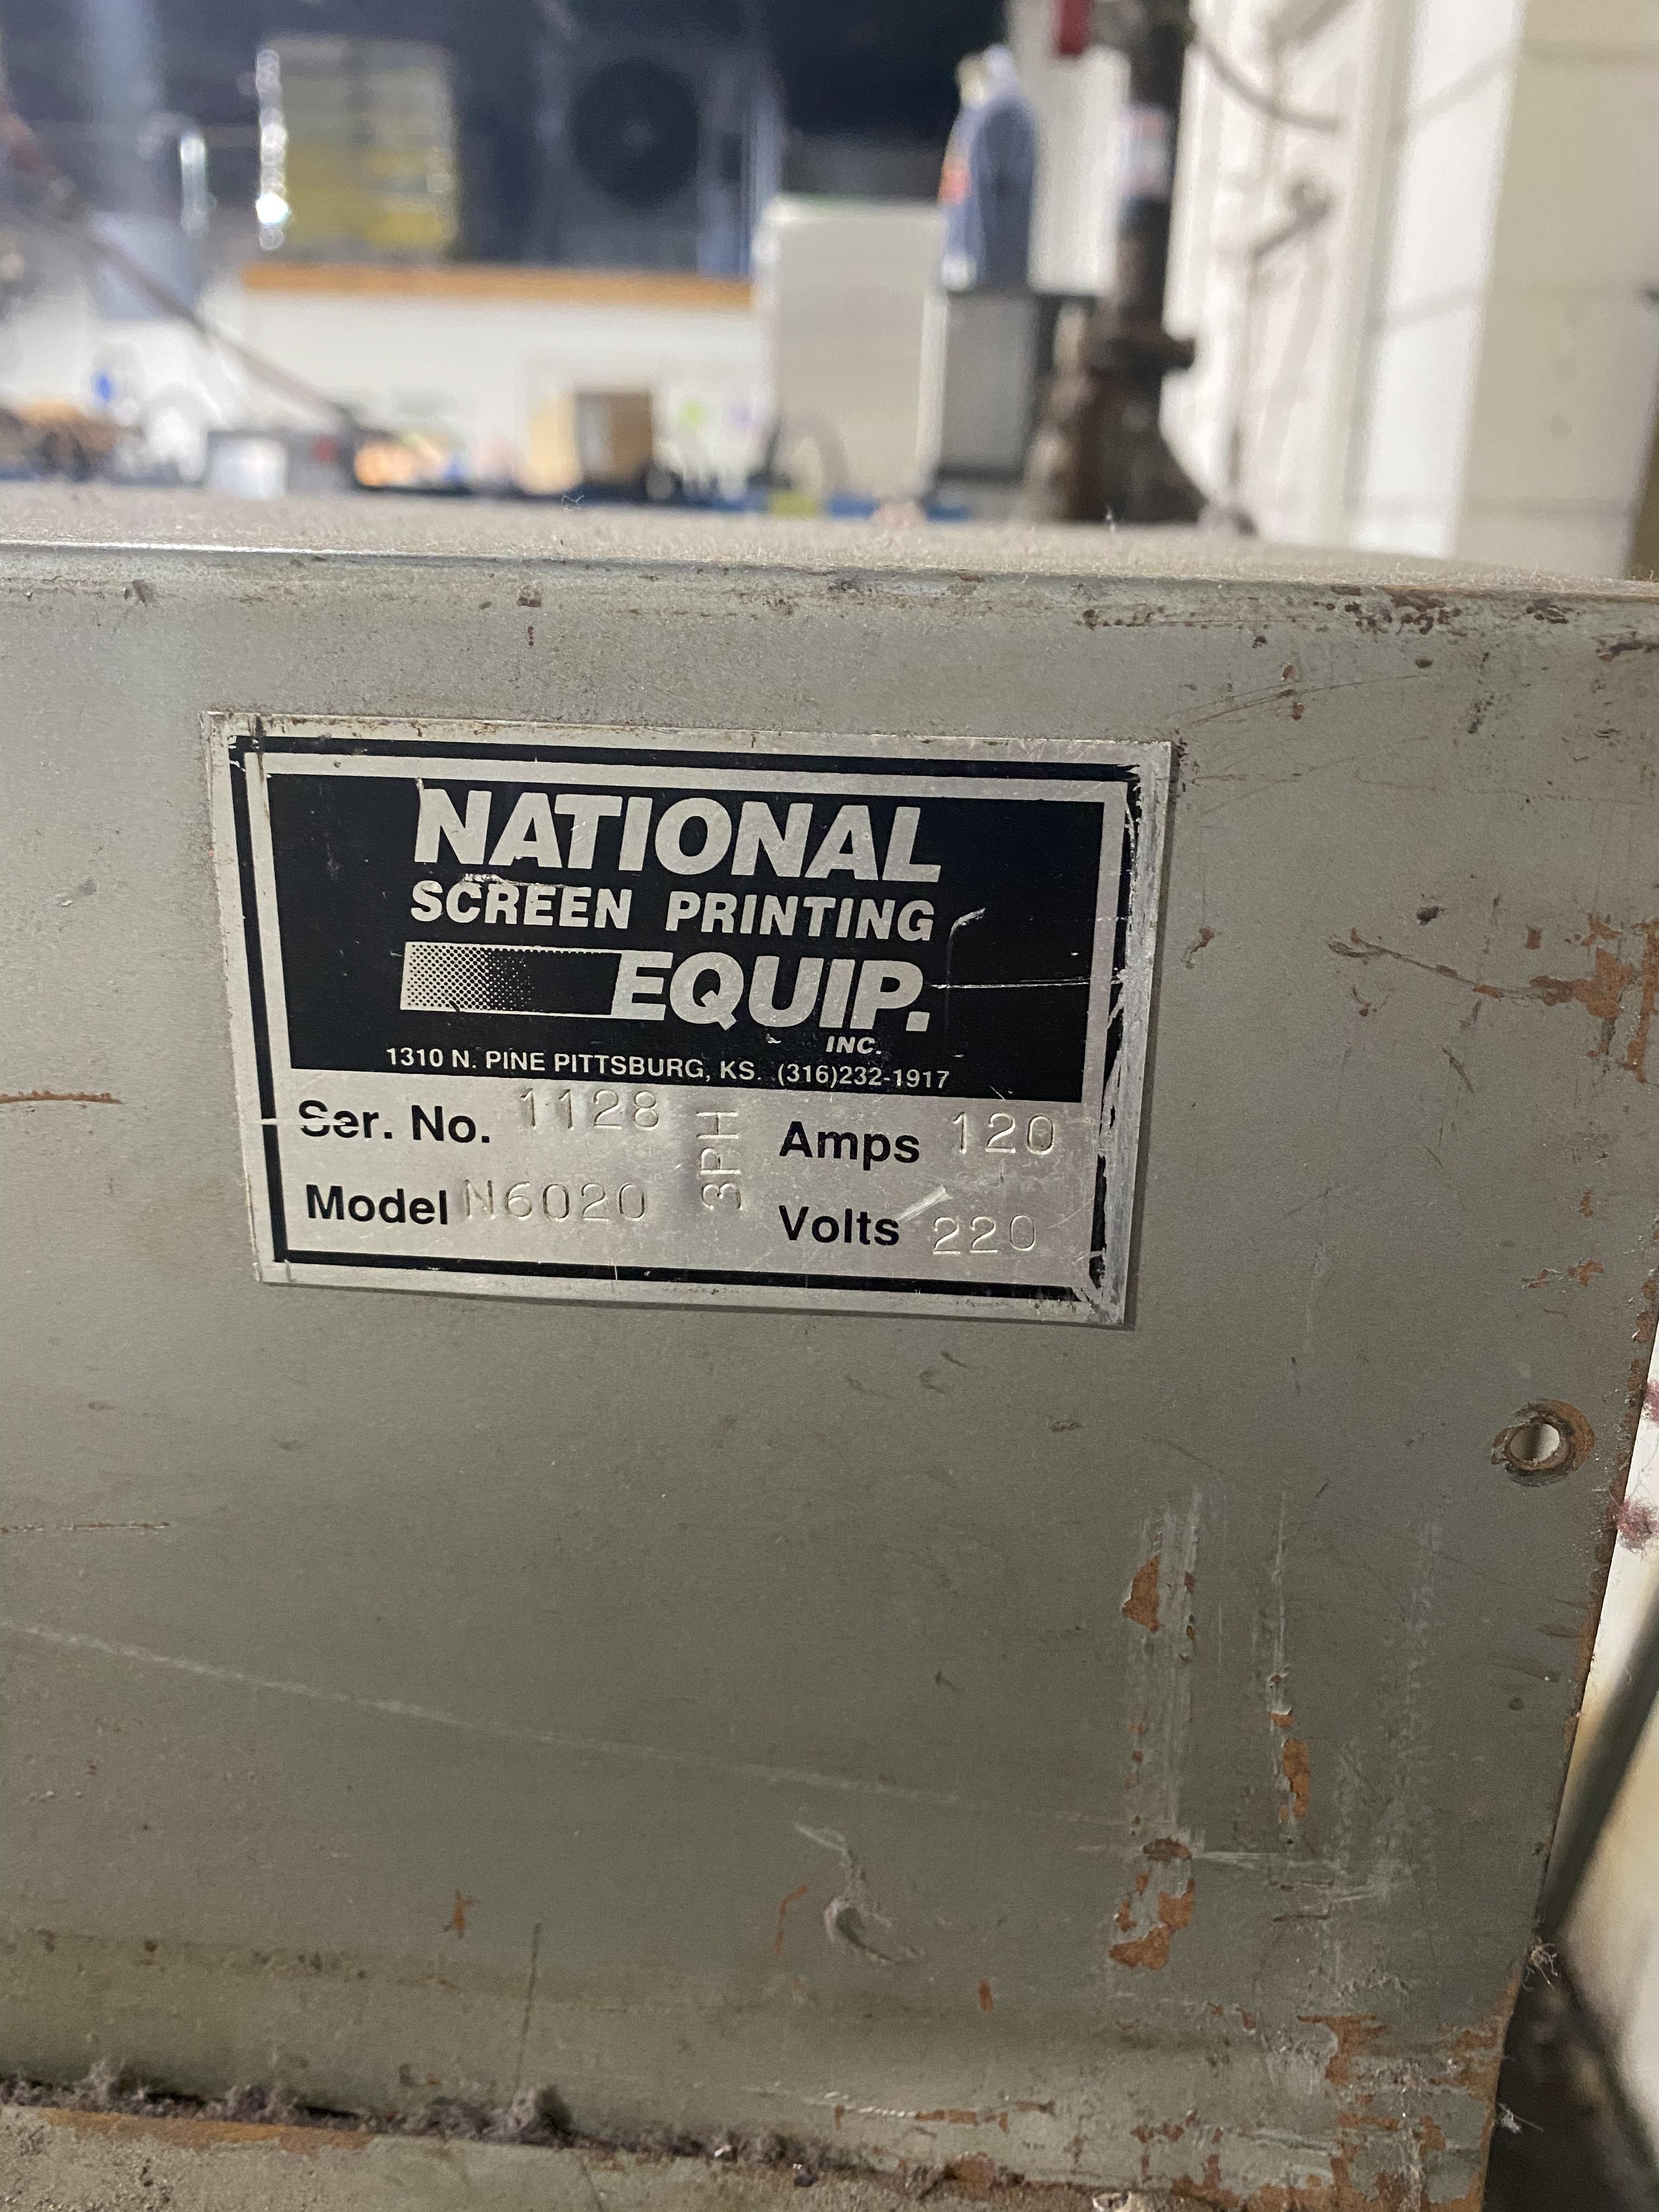 NATIONAL
SCREEN PRINTING
EQUIP.
INC.
1310 N. PINE PITTSBURG, KS. (316)232-1917
Ser. No. 1128
Model N6020
3PH
Amps 120
Volts 220